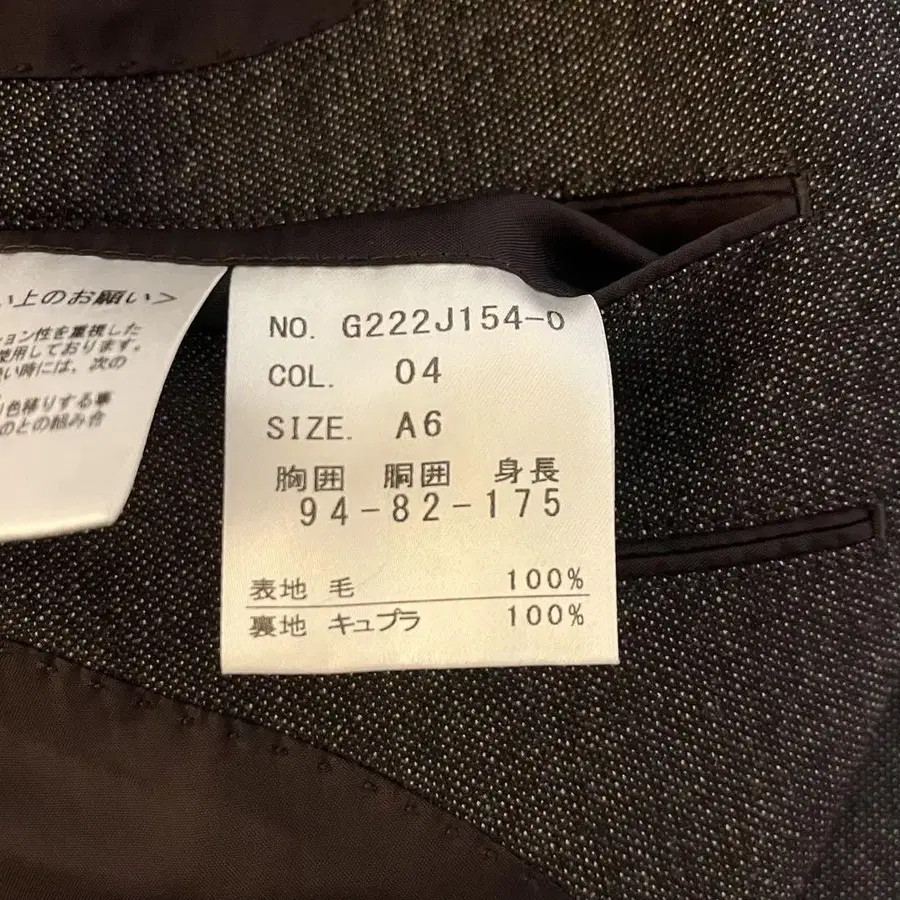 い上のお願い>
ション性を重視した
使用しております。
い時には、次の
色移りする事
のとの組み合
NO. G222J154-0
COL. 04
SIZE. A6
胸囲 胴囲 身長
94-82-175
表地 毛 100%
裏地 キュプラ 100%